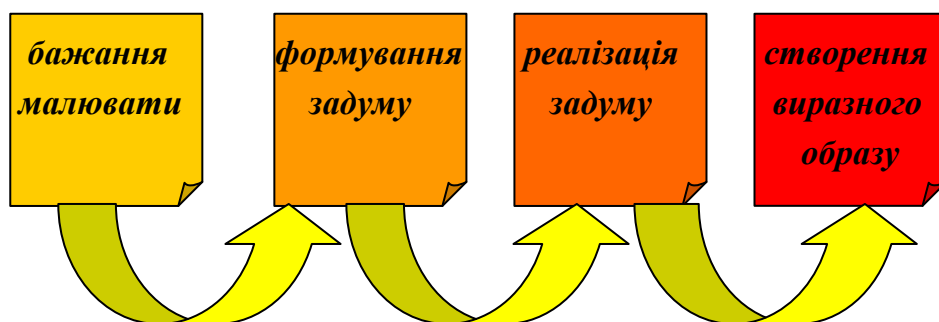 бажання
малювати
формування
задуму
реалізація
задуму
створення
виразного
образу